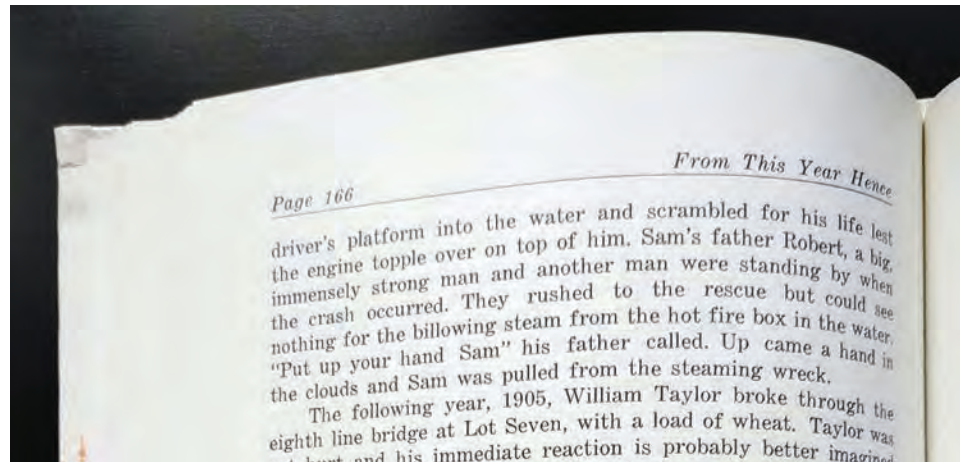 Page 166
From This Year Hence
driver's platform into the water and scrambled for his life lest
the engine topple over on top of him. Sam's father Robert, a big,
immensely strong man and another man were standing by when
the crash occurred. They rushed to the rescue but could see
nothing for the billowing steam from the hot fire box in the water.
“Put up your hand Sam” his father called. Up came a hand in
the clouds and Sam was pulled from the steaming wreck.
The following year, 1905, William Taylor broke through the
eighth line bridge at Lot Seven, with a load of wheat. Taylor was
hurt and his immediate reaction is probably better imagined